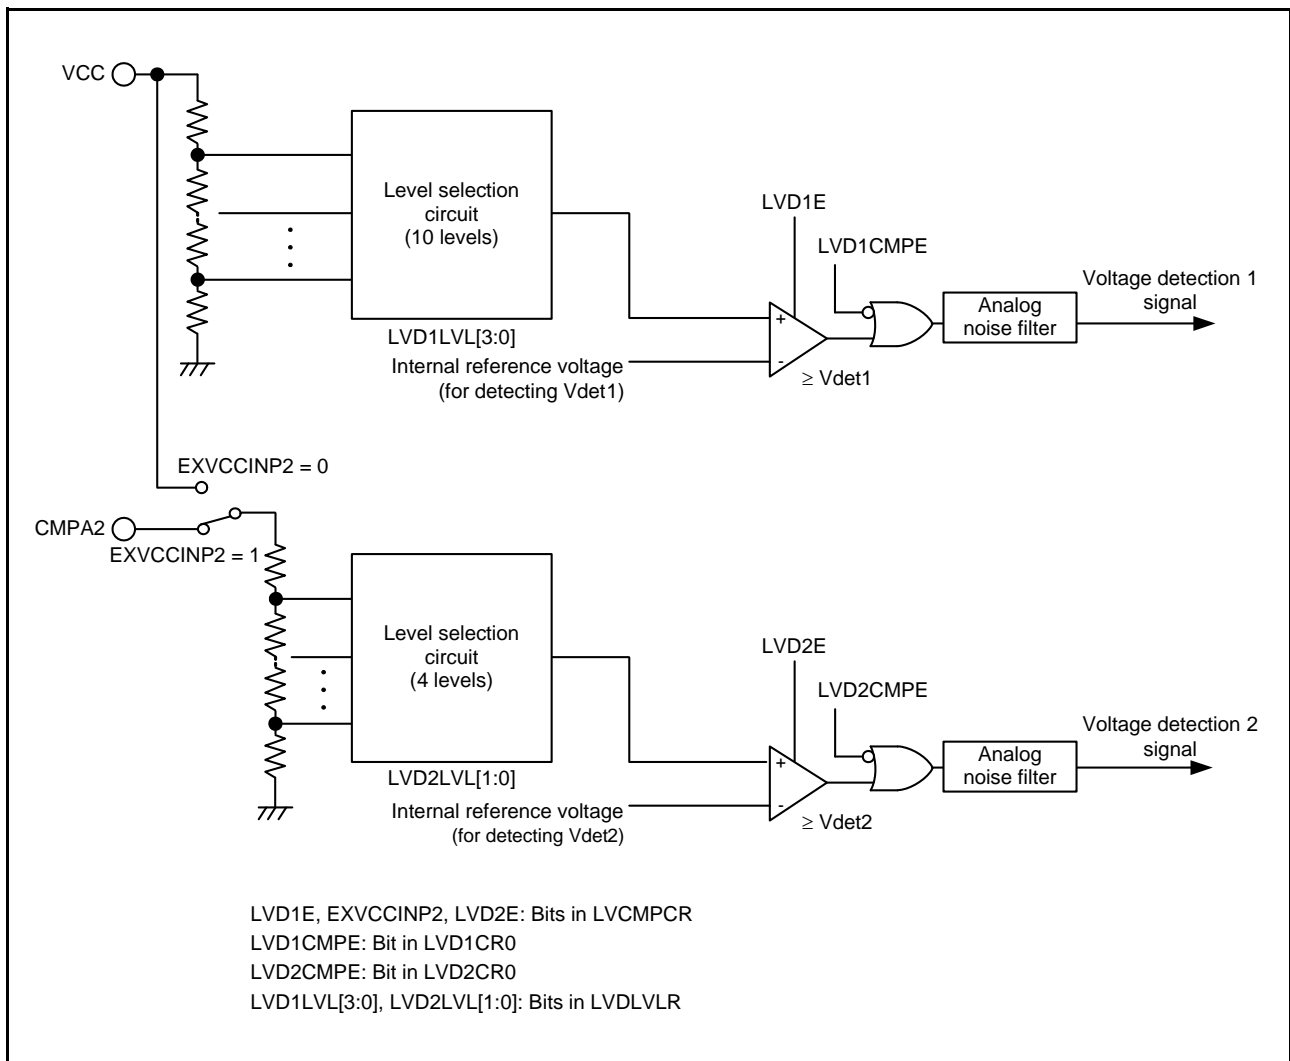 VCC
Level selection
circuit
(10 levels)
LVD1LVL[3:0]
LVD1E
LVD1CMPE
Voltage detection 1
signal
Analog
noise filter
+
-
Internal reference voltage
(for detecting Vdet1)
≥ Vdet1
EXVCCINP2 = 0
CMPA2
EXVCCINP2 = 1
Level selection
circuit
(4 levels)
LVD2LVL[1:0]
LVD2E
LVD2CMPE
Voltage detection 2
signal
Analog
noise filter
+
-
Internal reference voltage
(for detecting Vdet2)
≥ Vdet2
LVD1E, EXVCCINP2, LVD2E: Bits in LVCMPCR
LVD1CMPE: Bit in LVD1CR0
LVD2CMPE: Bit in LVD2CR0
LVD1LVL[3:0], LVD2LVL[1:0]: Bits in LVDLVLR